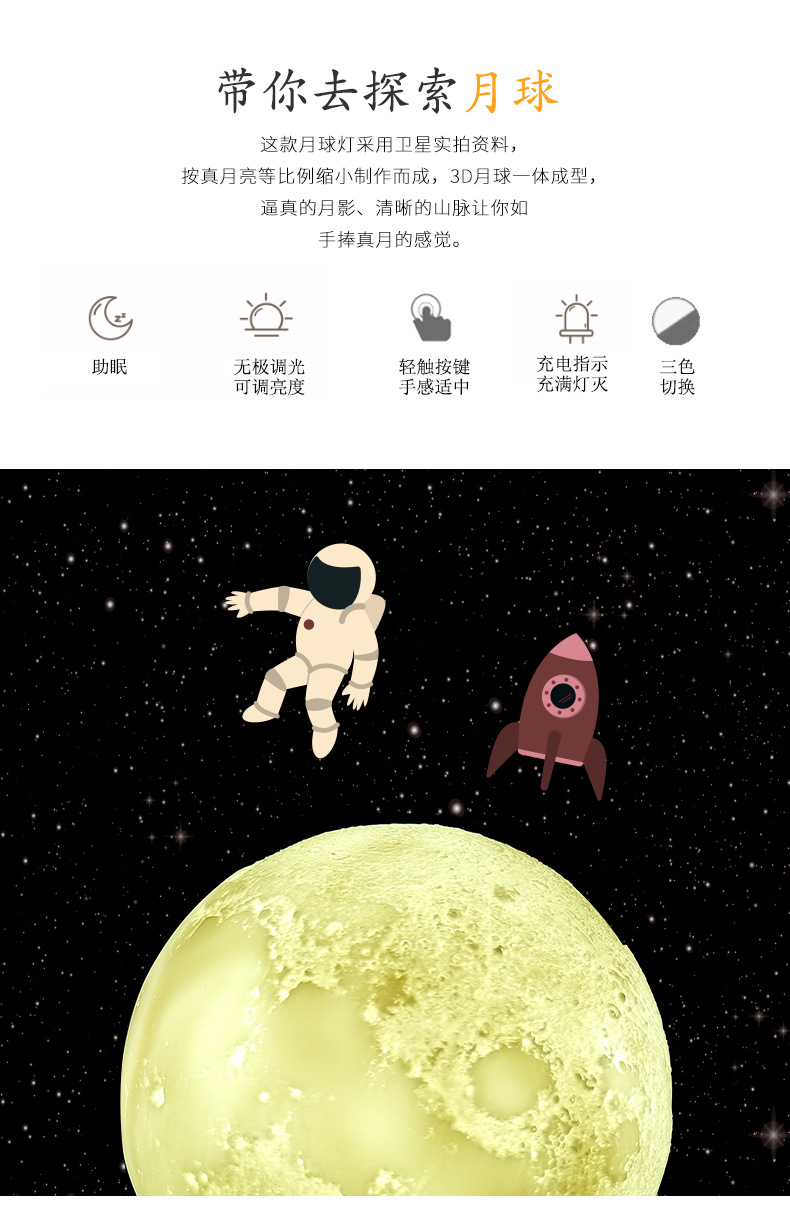 带你去探索月球
这款月球灯采用卫星实拍资料，
按真月亮等比例缩小制作而成，3D月球一体成型，
逼真的月影、清晰的山脉让你如
手捧真月的感觉。
zz
助眠
无极调光
可调亮度
轻触按键
手感适中
充电指示
充满灯灭
三色
切换